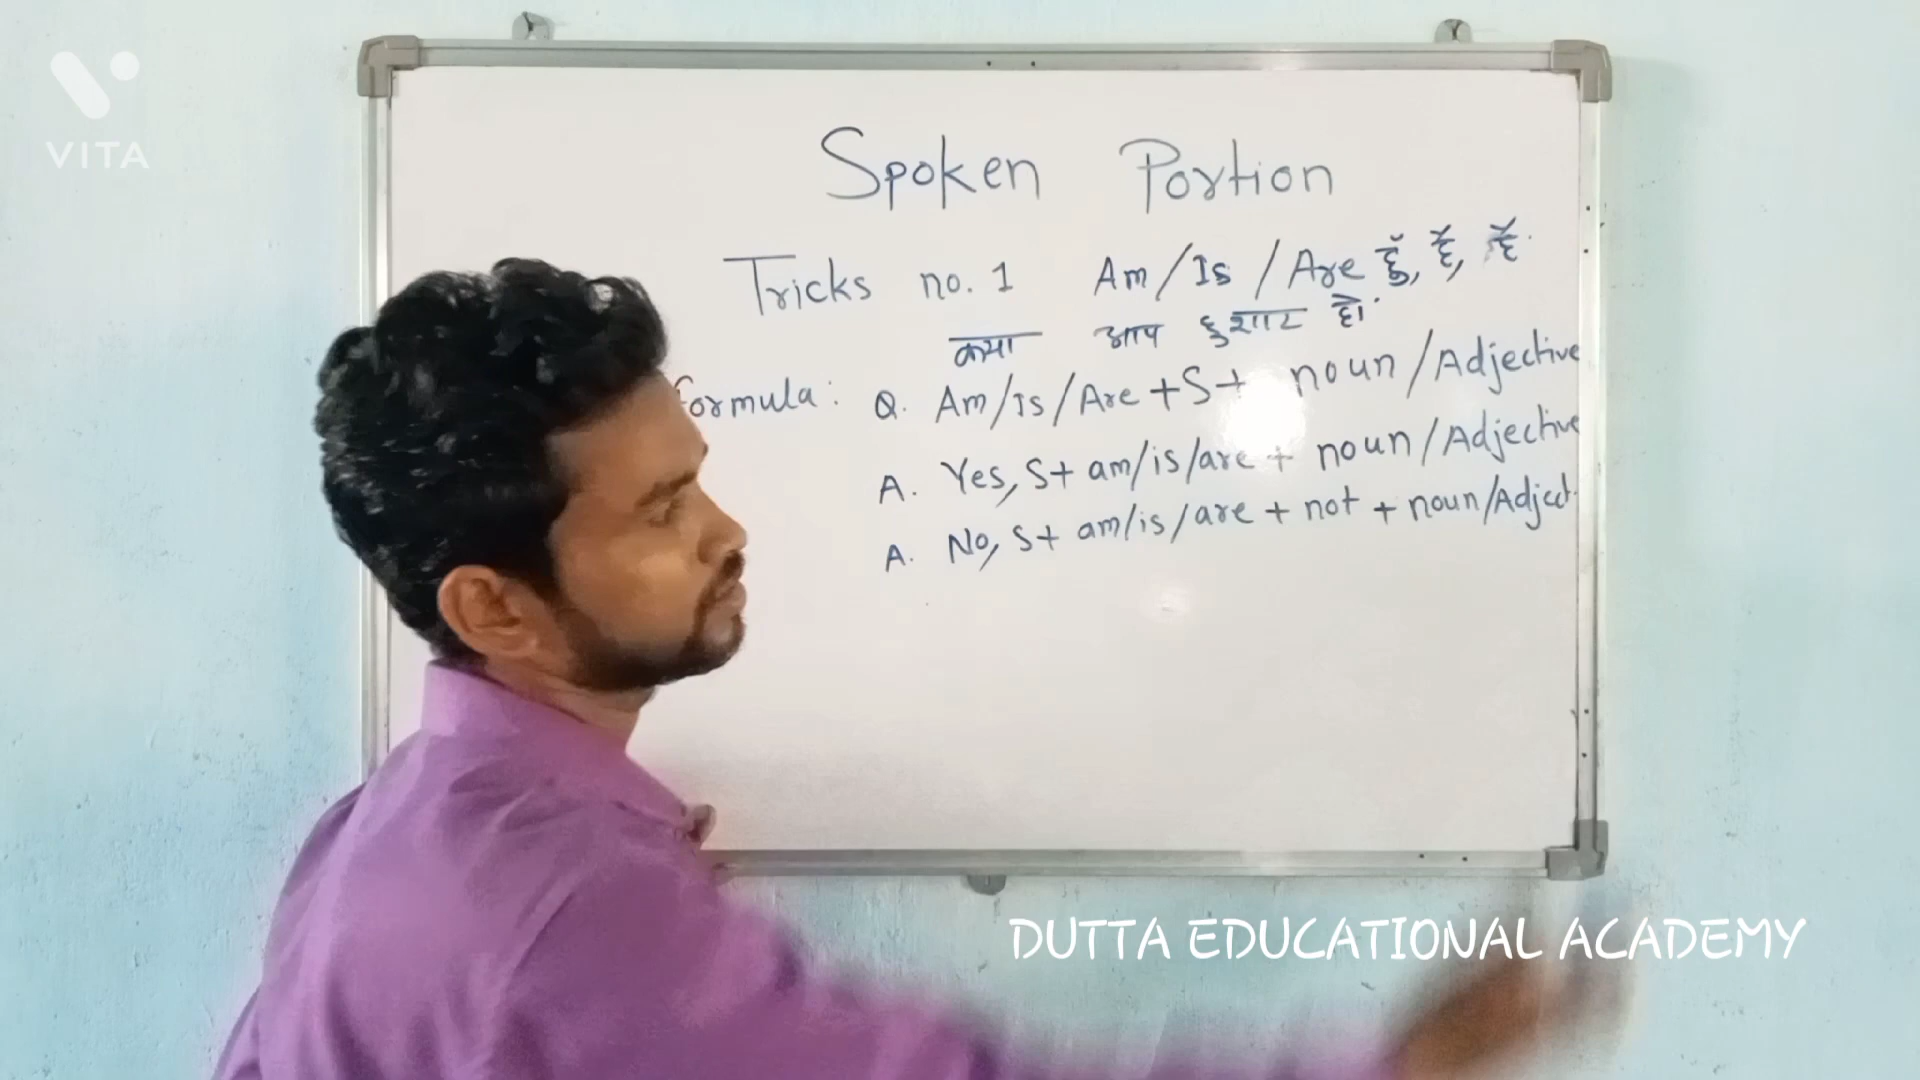 VITA
Spoken Portion
Tricks no. 1 Am/Is/Are हूँ, है, हैं.
क्या आप हुशार हो.
Formula: Q. Am/Is/Are + S + noun/Adjective
A. Yes, S+ am/is/are + noun/Adjective
A. No, S+ am/is/are + not + noun/Adject.
DUTTA EDUCATIONAL ACADEMY